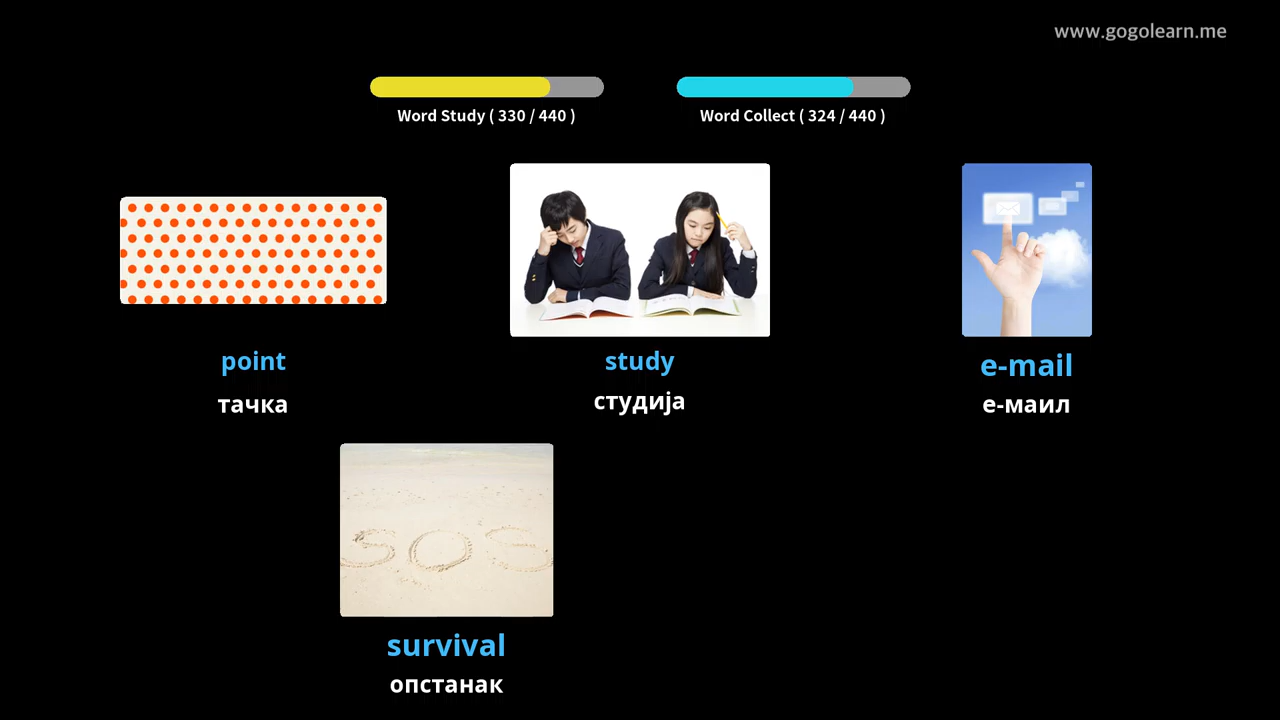 www.gogolearn.me
Word Study ( 330 / 440 )
Word Collect ( 324 / 440 )
point
тачка
study
студија
e-mail
е-маил
SOS
survival
опстанак